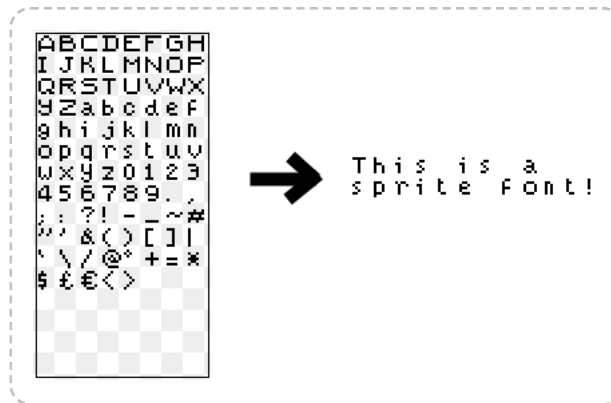 ABCDEFGH
IJKLMNOP
QRSTUVWX
YZabcdef
ghijklmn
opqrstuv
wxyz0123
456789.,
;:?!-_~#
"'&()[]|
`\/@°+=*
$£€<>
This is a
sprite font!